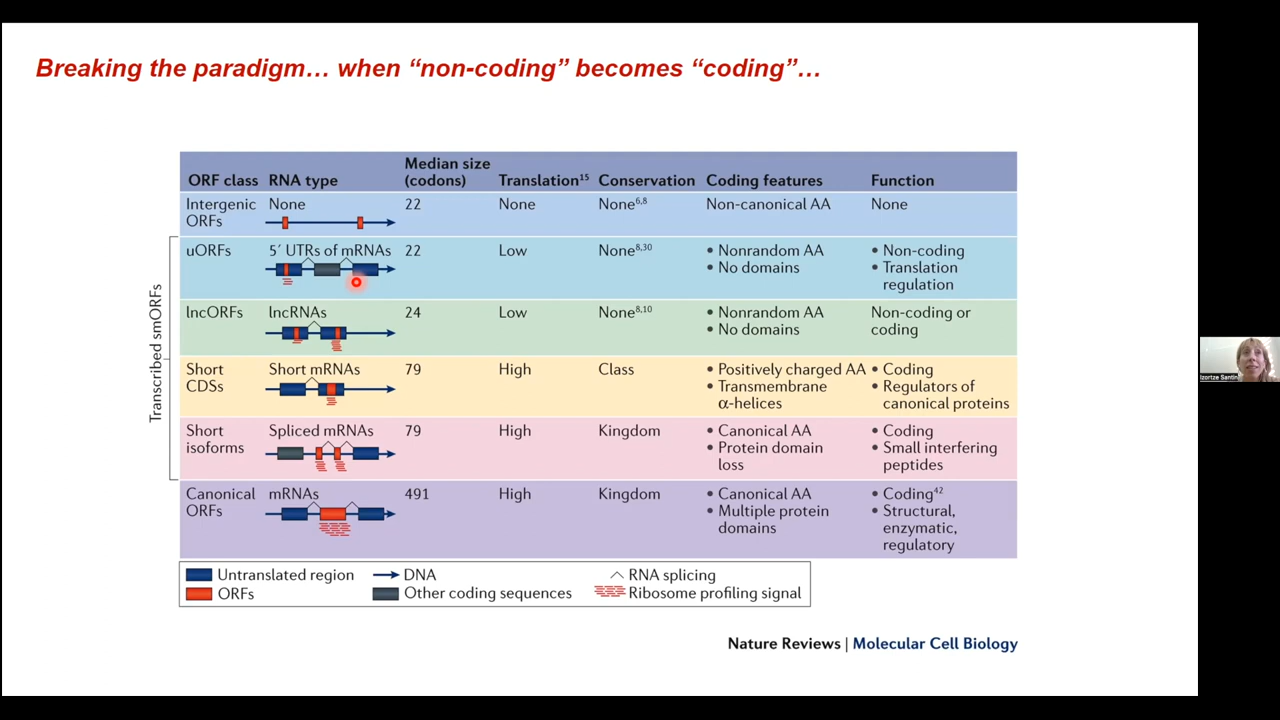 Breaking the paradigm… when “non-coding” becomes “coding”…
ORF class RNA type Median size (codons) Translation15 Conservation Coding features Function
Intergenic ORFs None 22 None None6,8 Non-canonical AA None
Transcribed smORFs
uORFs 5′ UTRs of mRNAs 22 Low None8,30 • Nonrandom AA • No domains • Non-coding • Translation regulation
lncORFs lncRNAs 24 Low None8,10 • Nonrandom AA • No domains Non-coding or coding
Short CDSs Short mRNAs 79 High Class • Positively charged AA • Transmembrane α-helices • Coding • Regulators of canonical proteins
Short isoforms Spliced mRNAs 79 High Kingdom • Canonical AA • Protein domain loss • Coding • Small interfering peptides
Canonical ORFs mRNAs 491 High Kingdom • Canonical AA • Multiple protein domains • Coding42 • Structural, enzymatic, regulatory
Untranslated region DNA RNA splicing
ORFs Other coding sequences Ribosome profiling signal
Nature Reviews | Molecular Cell Biology
Izortze Santin